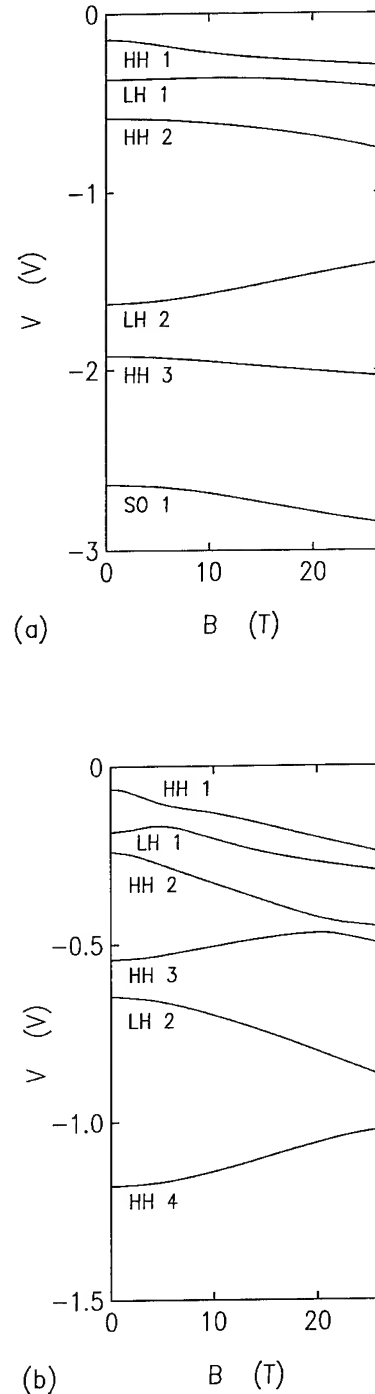 0
HH 1
LH 1
HH 2
−1
V (V)
LH 2
−2
HH 3
SO 1
−3
0 10 20
(a) B (T)
0
HH 1
LH 1
HH 2
−0.5
HH 3
V (V)
LH 2
−1.0
HH 4
−1.5
0 10 20
(b) B (T)